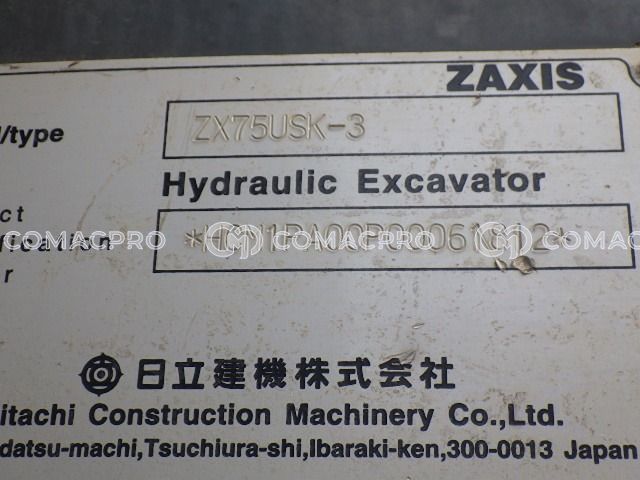 ZAXIS
l/type
ZX75USK-3
Hydraulic Excavator
ct
COMACPRO COMACPRO COMACPRO
r
日立建機株式会社
itachi Construction Machinery Co.,Ltd.
datsu-machi,Tsuchiura-shi,Ibaraki-ken,300-0013 Japan